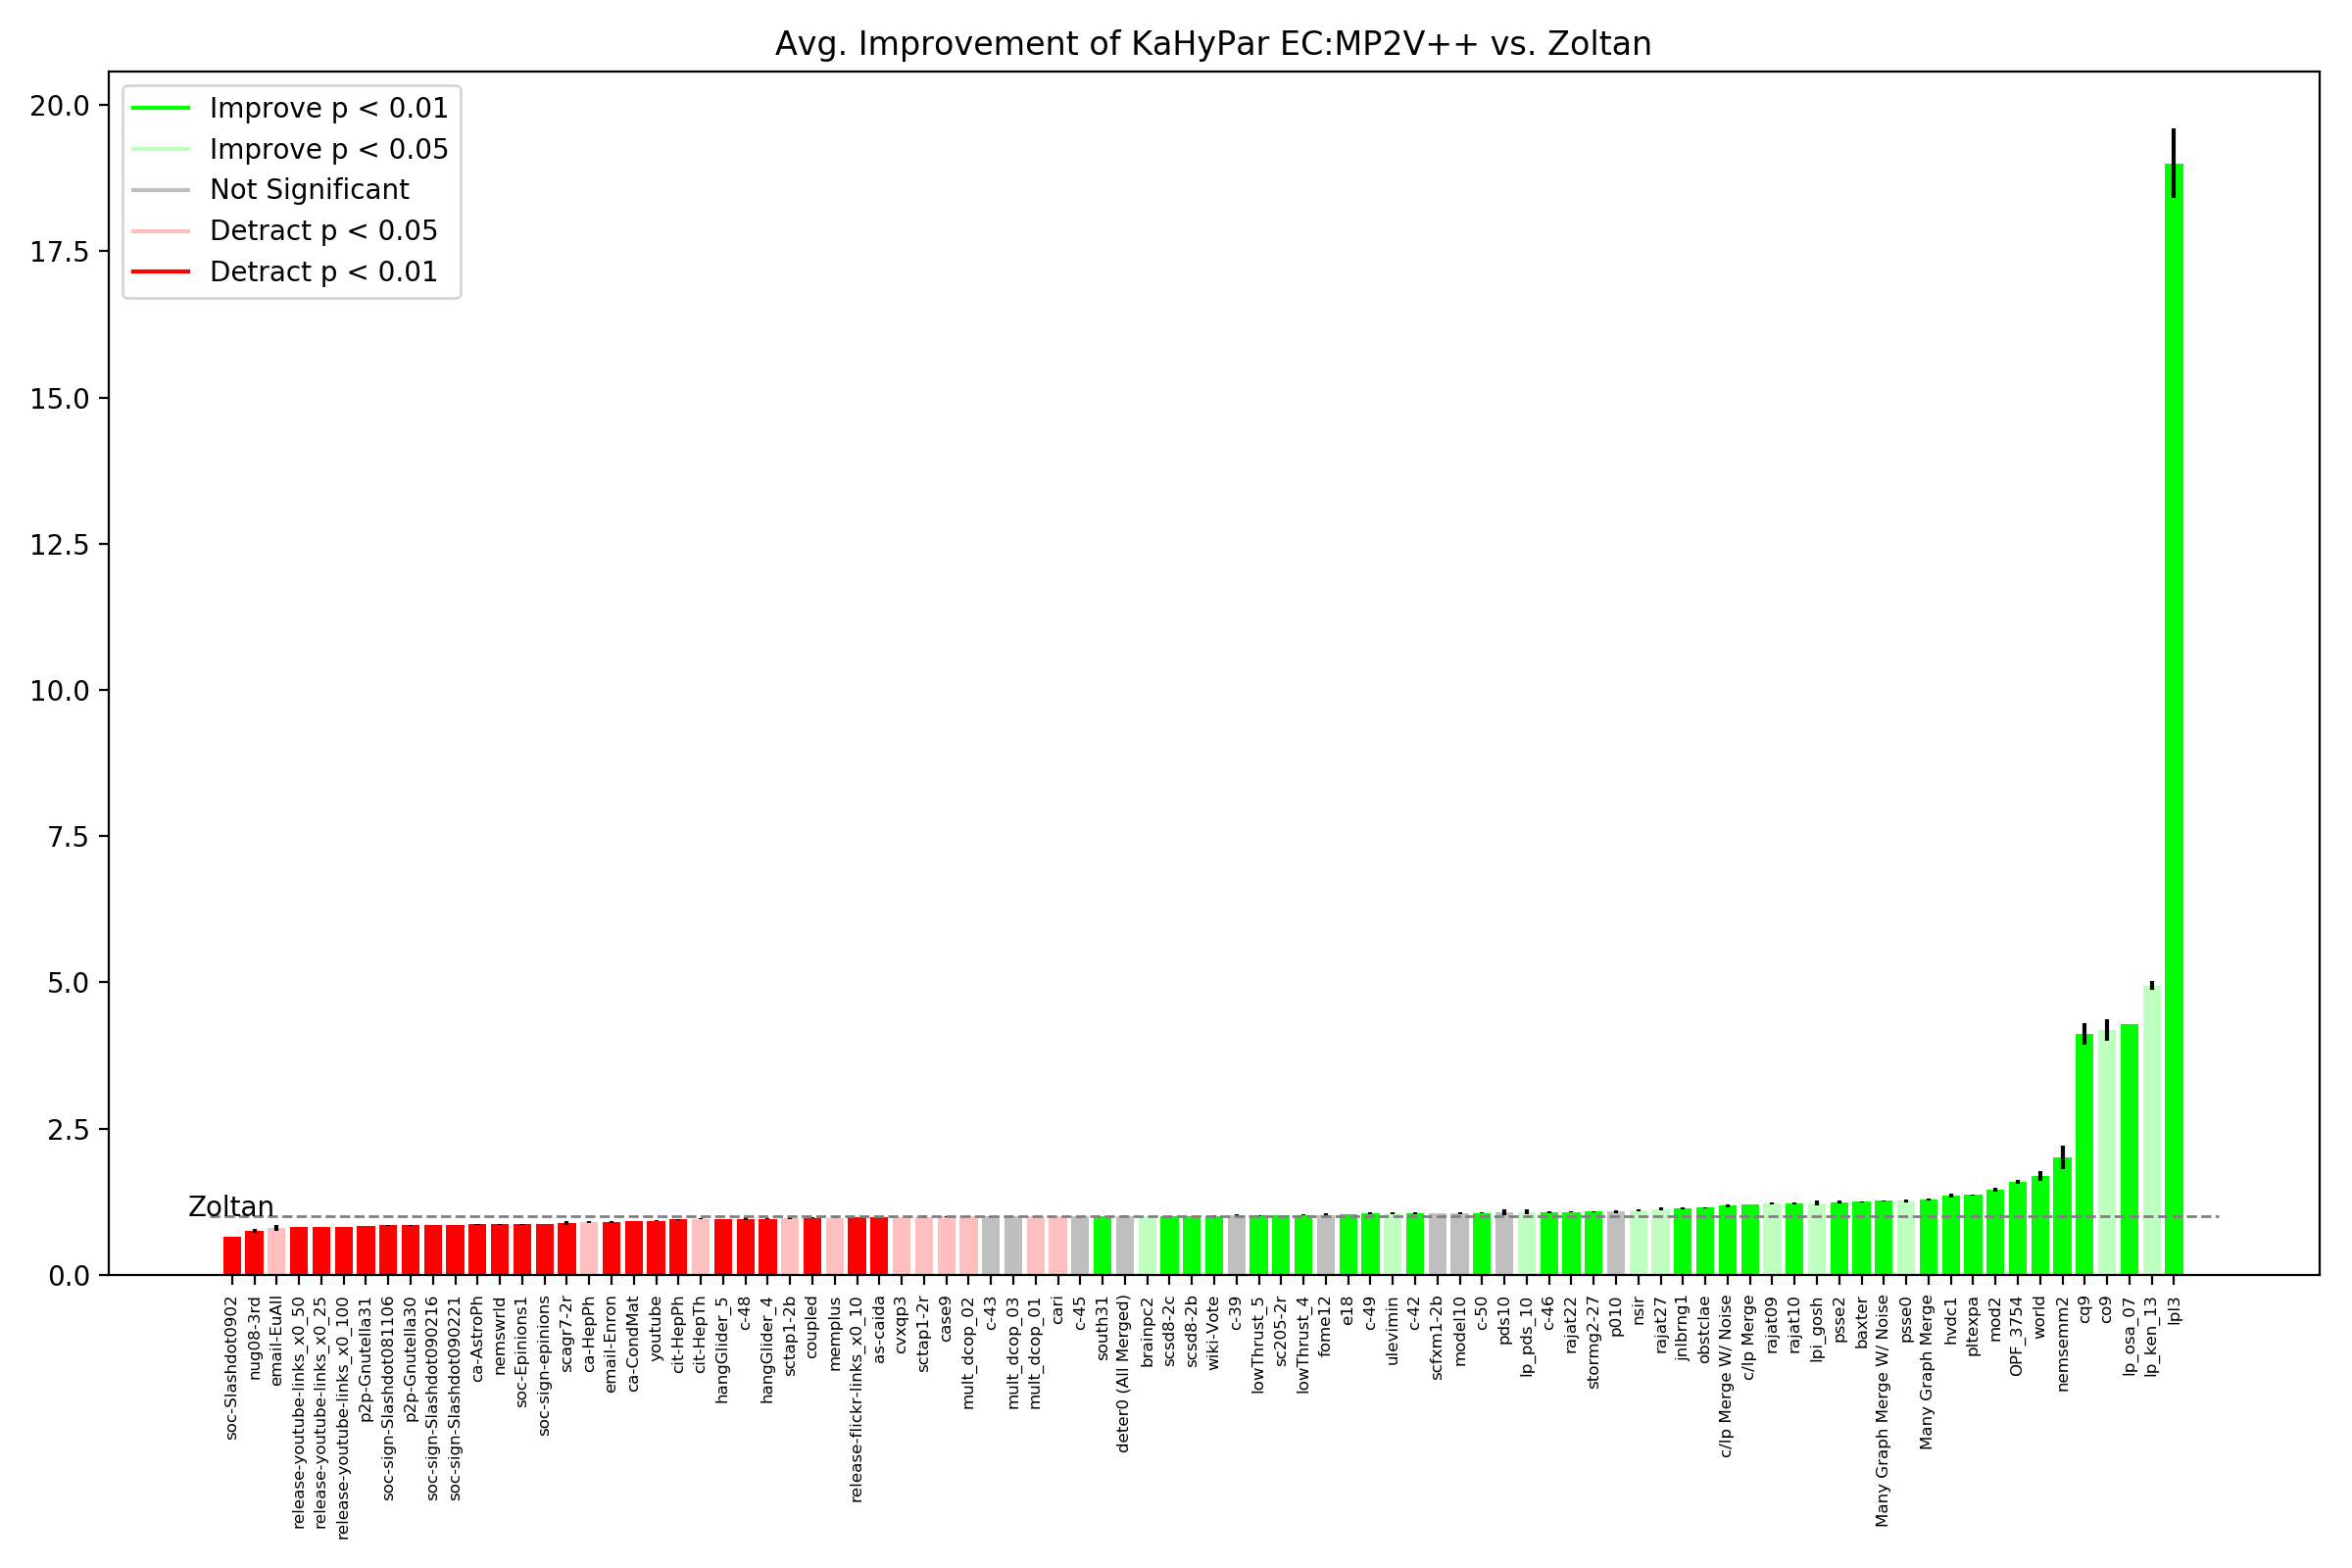 Avg. Improvement of KaHyPar EC:MP2V++ vs. Zoltan
Improve p < 0.01
Improve p < 0.05
Not Significant
Detract p < 0.05
Detract p < 0.01
20.0
17.5
15.0
12.5
10.0
7.5
5.0
2.5
0.0
Zoltan
soc-Slashdot0902
nug08-3rd
email-EuAll
release-youtube-links_x0_50
release-youtube-links_x0_25
release-youtube-links_x0_100
p2p-Gnutella31
soc-sign-Slashdot081106
p2p-Gnutella30
soc-sign-Slashdot090216
soc-sign-Slashdot090221
ca-AstroPh
nemswrld
soc-Epinions1
soc-sign-epinions
scagr7-2r
ca-HepPh
email-Enron
ca-CondMat
youtube
cit-HepPh
cit-HepTh
hangGlider_5
c-48
hangGlider_4
sctap1-2b
coupled
memplus
release-flickr-links_x0_10
as-caida
cvxqp3
sctap1-2r
case9
mult_dcop_02
c-43
mult_dcop_03
mult_dcop_01
cari
c-45
south31
deter0 (All Merged)
brainpc2
scsd8-2c
scsd8-2b
wiki-Vote
c-39
lowThrust_5
sc205-2r
lowThrust_4
fome12
e18
c-49
ulevimin
c-42
scfxm1-2b
model10
c-50
pds10
lp_pds_10
c-46
rajat22
stormg2-27
p010
nsir
rajat27
jnlbrng1
obstclae
c/lp Merge W/ Noise
c/lp Merge
rajat09
rajat10
lpi_gosh
psse2
baxter
Many Graph Merge W/ Noise
psse0
Many Graph Merge
hvdc1
pltexpa
mod2
OPF_3754
world
nemsemm2
cq9
co9
lp_osa_07
lp_ken_13
lpl3